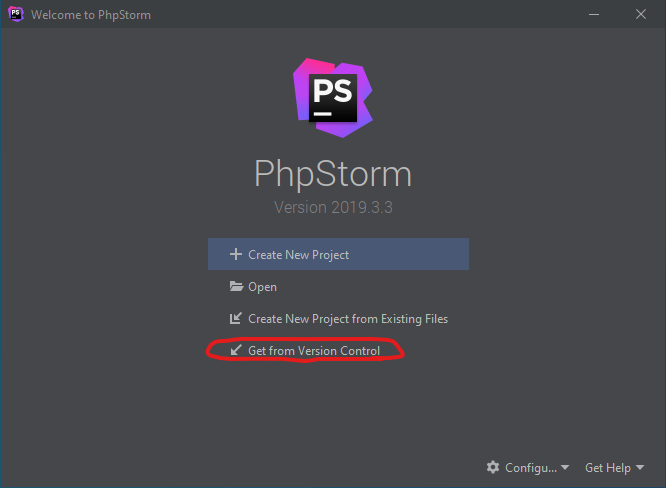 PS
Welcome to PhpStorm
PS
PhpStorm
Version 2019.3.3
Create New Project
Open
Create New Project from Existing Files
Get from Version Control
Configu... Get Help